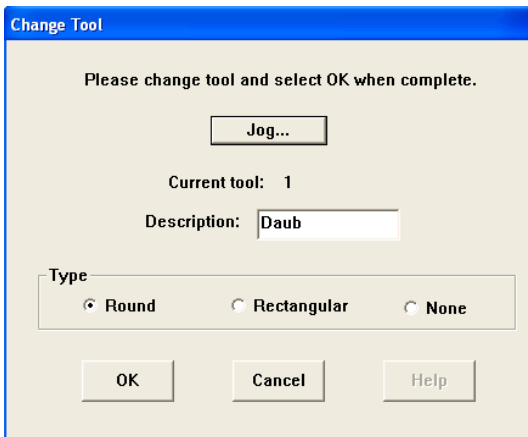 Change Tool
Please change tool and select OK when complete.
Jog...
Current tool: 1
Description: Daub
Type
Round Rectangular None
OK Cancel Help